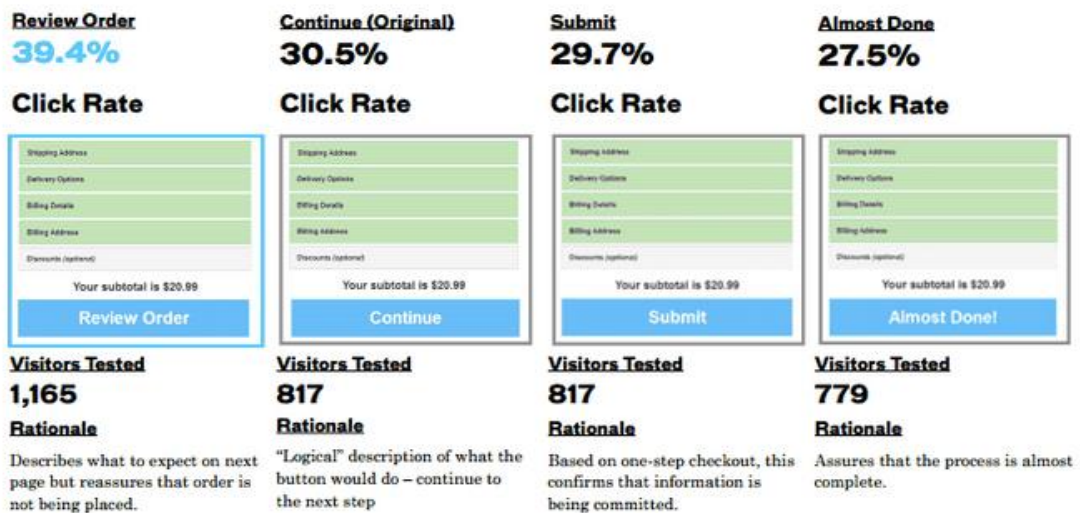 Review Order
39.4%
Click Rate
Shipping Address
Delivery Options
Billing Details
Billing Address
Discounts (optional)
Your subtotal is $20.99
Review Order
Visitors Tested
1,165
Rationale
Describes what to expect on next
page but reassures that order is
not being placed.
Continue (Original)
30.5%
Click Rate
Shipping Address
Delivery Options
Billing Details
Billing Address
Discounts (optional)
Your subtotal is $20.99
Continue
Visitors Tested
817
Rationale
“Logical” description of what the
button would do – continue to
the next step
Submit
29.7%
Click Rate
Shipping Address
Delivery Options
Billing Details
Billing Address
Discounts (optional)
Your subtotal is $20.99
Submit
Visitors Tested
817
Rationale
Based on one-step checkout, this
confirms that information is
being committed.
Almost Done
27.5%
Click Rate
Shipping Address
Delivery Options
Billing Details
Billing Address
Discounts (optional)
Your subtotal is $20.99
Almost Done!
Visitors Tested
779
Rationale
Assures that the process is almost
complete.